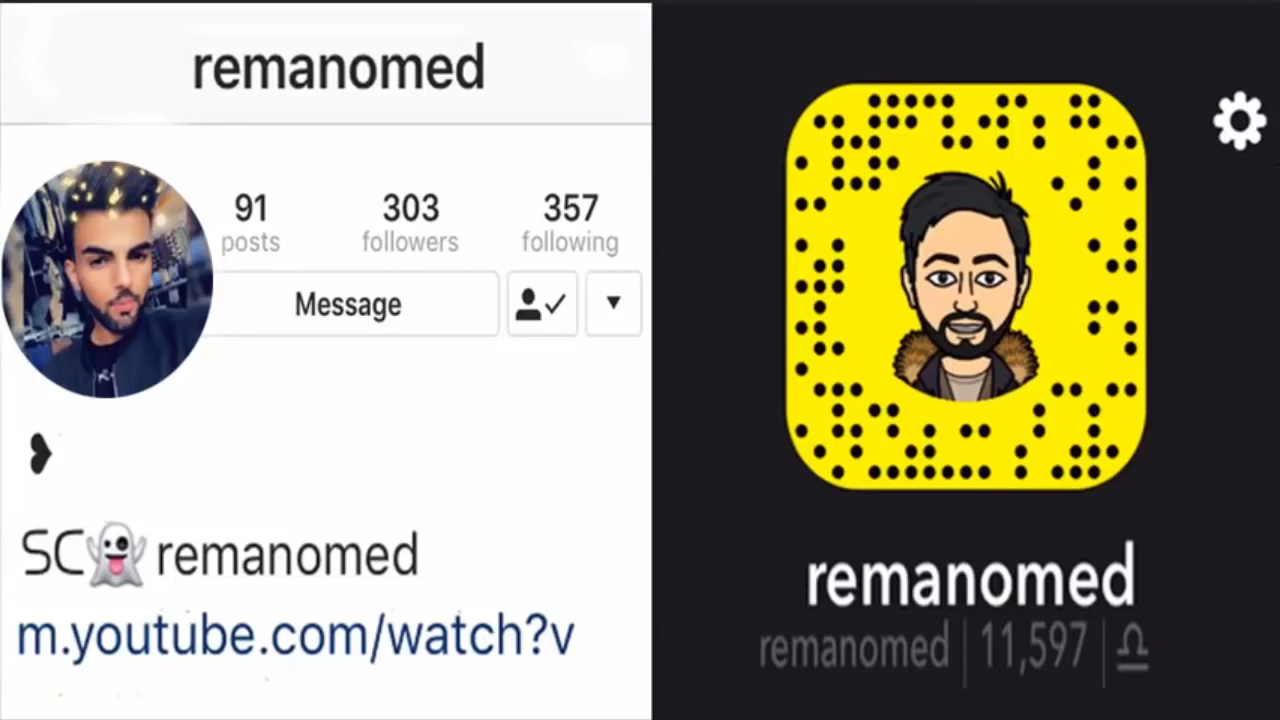 remanomed
91 303 357
posts followers following
Message
SC👻remanomed
m.youtube.com/watch?v
remanomed
remanomed | 11,597 | ♎